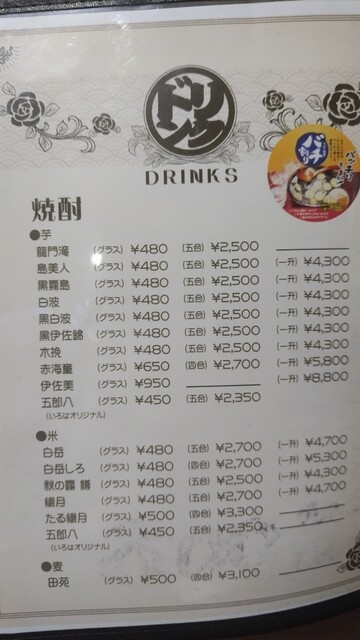 ドリンク
DRINKS
バチ割り
焼酎
●芋
龍門滝 (グラス) ¥480 (五合) ¥2,500
島美人 (グラス) ¥480 (五合) ¥2,500 (一升) ¥4,300
黒霧島 (グラス) ¥480 (五合) ¥2,500 (一升) ¥4,300
白波 (グラス) ¥480 (五合) ¥2,500 (一升) ¥4,300
黒白波 (グラス) ¥480 (五合) ¥2,500 (一升) ¥4,300
黒伊佐錦 (グラス) ¥480 (五合) ¥2,500 (一升) ¥4,300
木挽 (グラス) ¥480 (五合) ¥2,500 (一升) ¥4,300
赤海童 (グラス) ¥650 (四合) ¥2,700 (一升) ¥5,800
伊佐美 (グラス) ¥950 (一升) ¥8,800
五郎八 (グラス) ¥450 (五合) ¥2,350
(いろはオリジナル)
●米
白岳 (グラス) ¥480 (五合) ¥2,700 (一升) ¥4,700
白岳しろ (グラス) ¥480 (四合) ¥2,700 (一升) ¥5,300
秋の露 樽 (グラス) ¥480 (五合) ¥2,500 (一升) ¥4,300
繊月 (グラス) ¥480 (五合) ¥2,500 (一升) ¥4,700
たる繊月 (グラス) ¥500 (四合) ¥3,300
五郎八 (グラス) ¥450 (五合) ¥2,350
(いろはオリジナル)
●麦
田苑 (グラス) ¥500 (四合) ¥3,100